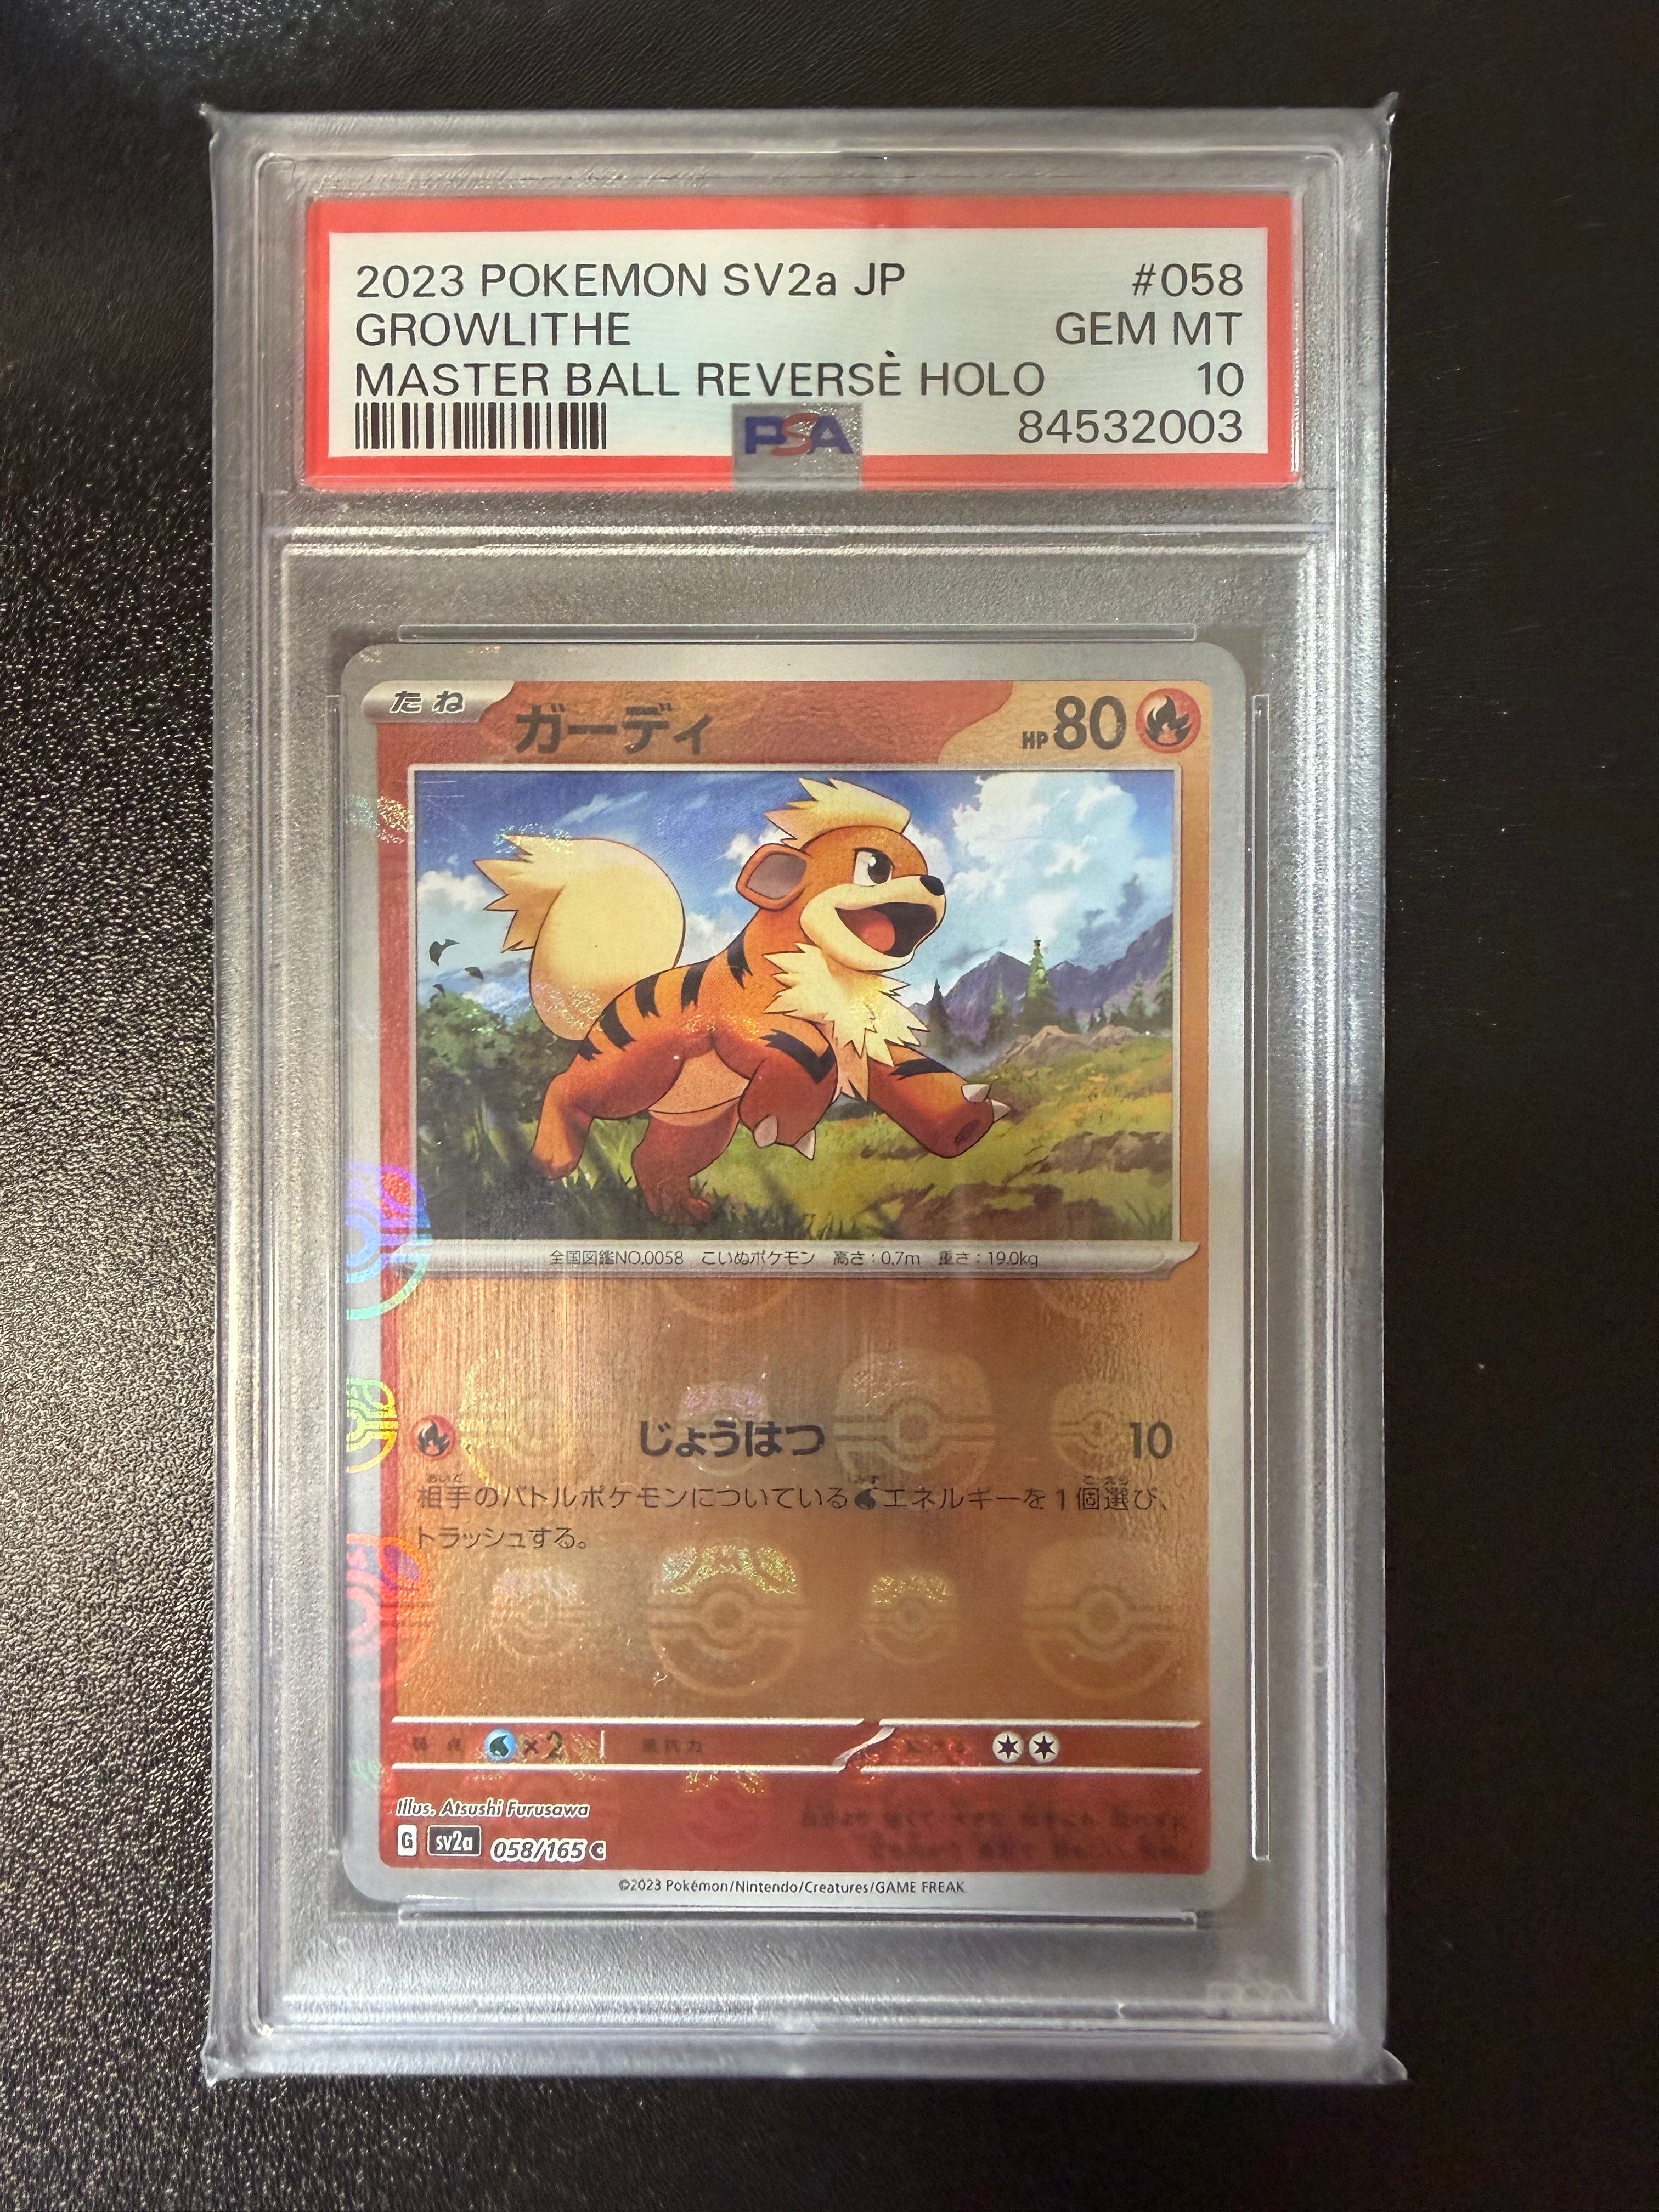 2023 POKEMON SV2a JP #058
GROWLITHE GEM MT
MASTER BALL REVERSE HOLO 10
PSA 84532003
たね ガーディ HP80
全国図鑑NO.0058 こいぬポケモン 高さ:0.7m 重さ:19.0kg
じょうはつ 10
相手のバトルポケモンについているエネルギーを1個選び、
トラッシュする。
×2 抵抗力
Illus. Atsushi Furusawa
G sv2a 058/165 C
©2023 Pokémon/Nintendo/Creatures/GAME FREAK